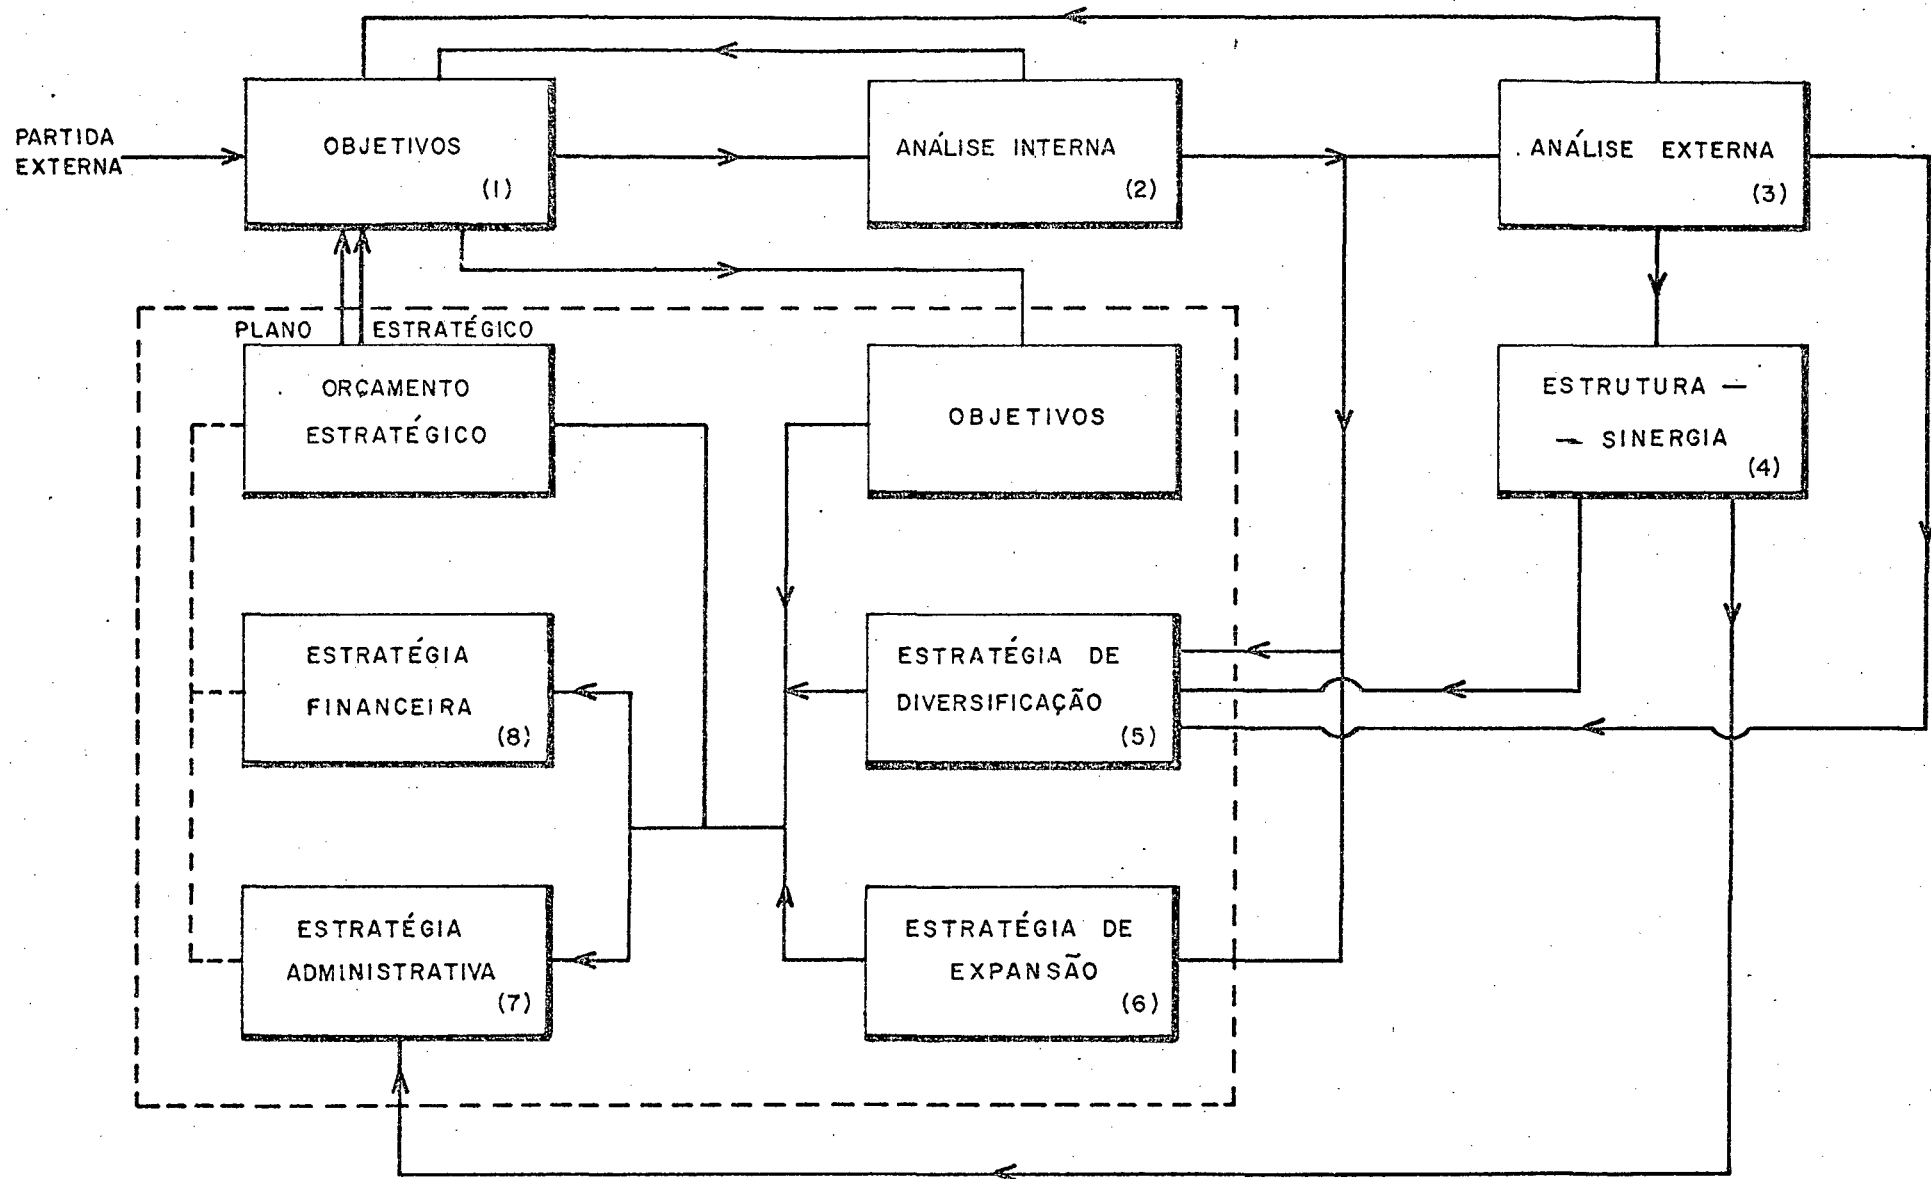 PARTIDA
EXTERNA
OBJETIVOS
(1)
ANÁLISE INTERNA
(2)
ANÁLISE EXTERNA
(3)
PLANO ESTRATÉGICO
ORÇAMENTO
ESTRATÉGICO
OBJETIVOS
ESTRUTURA —
— SINERGIA
(4)
ESTRATÉGIA
FINANCEIRA
(8)
ESTRATÉGIA DE
DIVERSIFICAÇÃO
(5)
ESTRATÉGIA
ADMINISTRATIVA
(7)
ESTRATÉGIA DE
EXPANSÃO
(6)